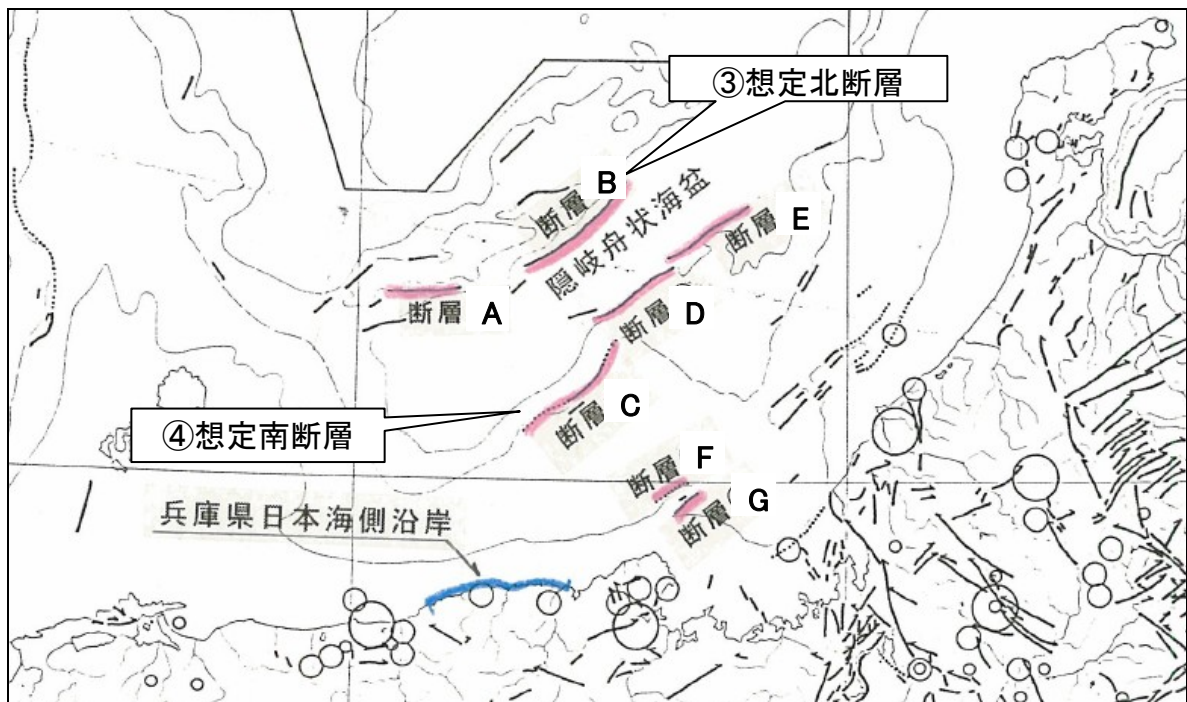 ③想定北断層
断層 B
隠岐舟状海盆
断層 E
断層 A
断層 D
断層 C
④想定南断層
断層 F
断層 G
兵庫県日本海側沿岸